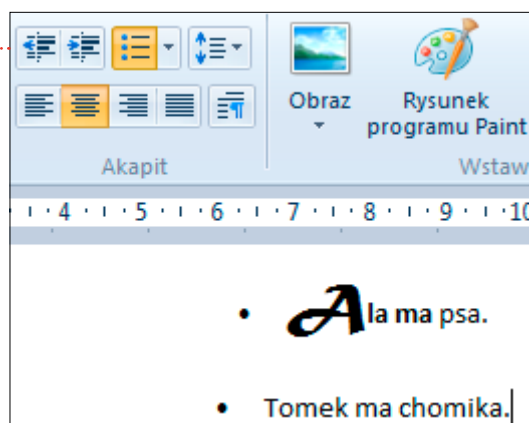 Obraz
Rysunek
programu Paint
Akapit
Wstaw
4 5 6 7 8 9 10
• Ala ma psa.
• Tomek ma chomika.